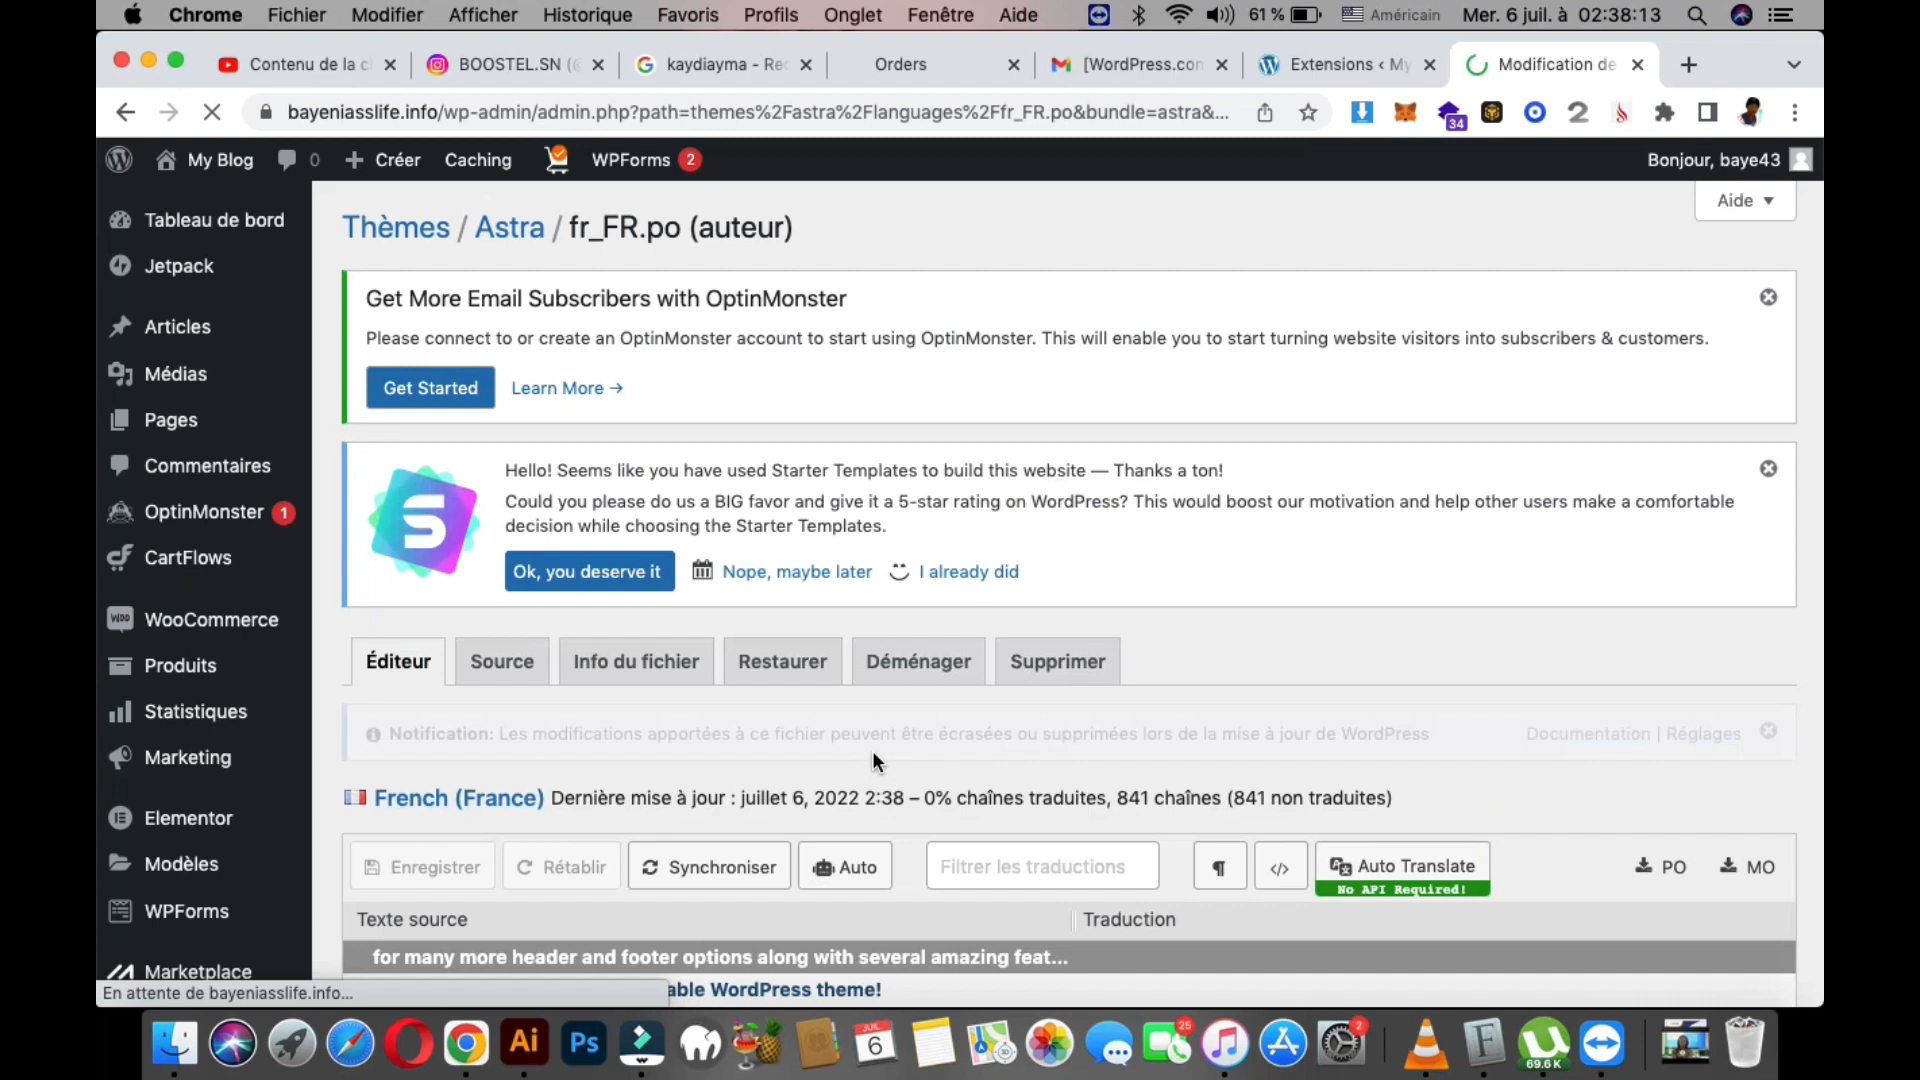 Chrome Fichier Modifier Afficher Historique Favoris Profils Onglet Fenêtre Aide 61 % Américain Mer. 6 juil. à 02:38:13
Contenu de la c BOOSTEL.SN ( kaydiayma - Rec Orders [WordPress.con Extensions ‹ My Modification de
bayeniasslife.info/wp-admin/admin.php?path=themes%2Fastra%2Flanguages%2Ffr_FR.po&bundle=astra&... 34
My Blog 0 Créer Caching WPForms 2 Bonjour, baye43
Aide
Tableau de bord
Jetpack
Articles
Médias
Pages
Commentaires
OptinMonster 1
CartFlows
WooCommerce
Produits
Statistiques
Marketing
Elementor
Modèles
WPForms
Marketplace
Thèmes / Astra / fr_FR.po (auteur)
Get More Email Subscribers with OptinMonster
Please connect to or create an OptinMonster account to start using OptinMonster. This will enable you to start turning website visitors into subscribers & customers.
Get Started Learn More →
Hello! Seems like you have used Starter Templates to build this website — Thanks a ton!
Could you please do us a BIG favor and give it a 5-star rating on WordPress? This would boost our motivation and help other users make a comfortable
decision while choosing the Starter Templates.
Ok, you deserve it Nope, maybe later I already did
Éditeur Source Info du fichier Restaurer Déménager Supprimer
Notification: Les modifications apportées à ce fichier peuvent être écrasées ou supprimées lors de la mise à jour de WordPress Documentation | Réglages
French (France) Dernière mise à jour : juillet 6, 2022 2:38 – 0% chaînes traduites, 841 chaînes (841 non traduites)
Enregistrer Rétablir Synchroniser Auto Filtrer les traductions ¶ </> Auto Translate PO MO
No API Required!
Texte source Traduction
for many more header and footer options along with several amazing feat...
able WordPress theme!
En attente de bayeniasslife.info...
Ai Ps JUIL. 6 25 2 F 69.6 K